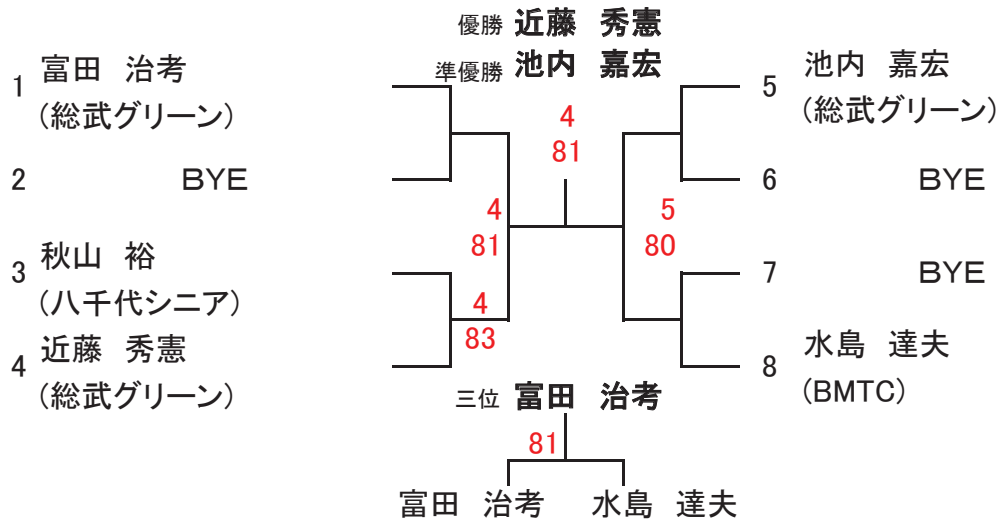 優勝 近藤 秀憲
準優勝 池内 嘉宏
1 富田 治考
(総武グリーン)
2 BYE
3 秋山 裕
(八千代シニア)
4 近藤 秀憲
(総武グリーン)
4
81
4
83
4
81
5
80
5 池内 嘉宏
(総武グリーン)
6 BYE
7 BYE
8 水島 達夫
(BMTC)
三位 富田 治考
81
富田 治考 水島 達夫